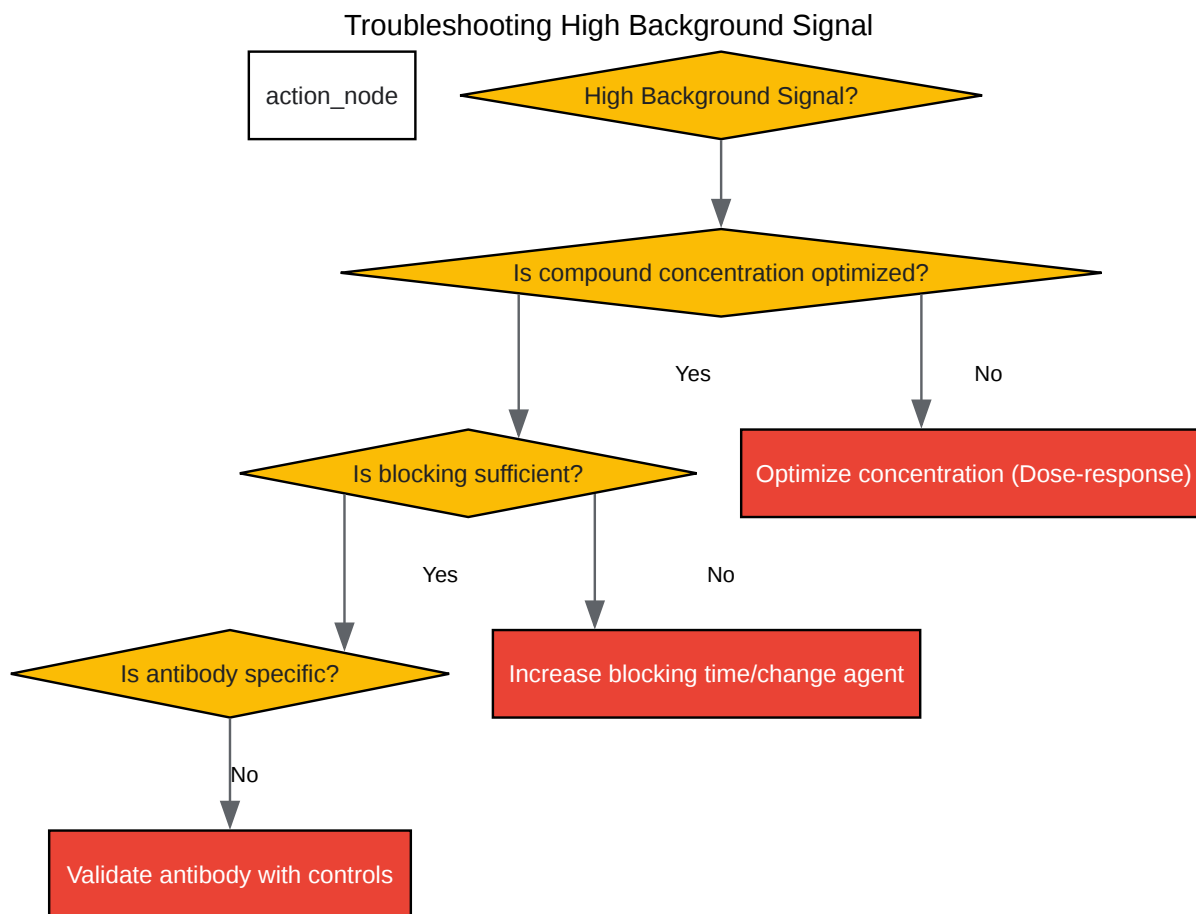 Troubleshooting High Background Signal
action_node
High Background Signal?
Is compound concentration optimized?
Yes
No
Is blocking sufficient?
Optimize concentration (Dose-response)
Yes
No
Is antibody specific?
Increase blocking time/change agent
No
Validate antibody with controls